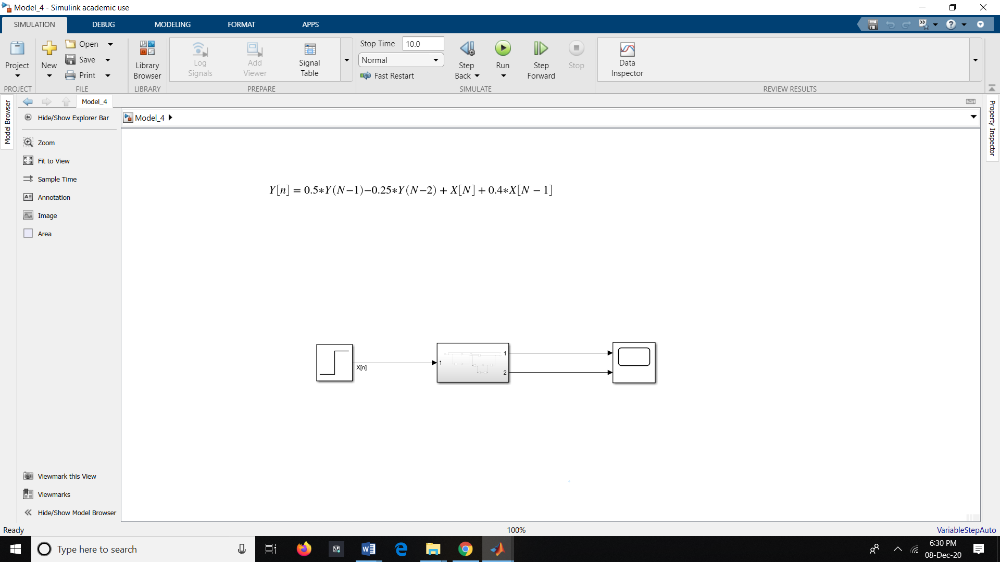 Model_4 - Simulink academic use
SIMULATION DEBUG MODELING FORMAT APPS
Project
PROJECT
New
Open
Save
Print
FILE
Library
Browser
LIBRARY
Log
Signals
Add
Viewer
Signal
Table
PREPARE
Stop Time 10.0
Normal
Fast Restart
Step
Back
Run
Step
Forward
Stop
SIMULATE
Data
Inspector
REVIEW RESULTS
Model Browser
Model_4
Hide/Show Explorer Bar
Model_4
Property Inspector
Zoom
Fit to View
Sample Time
Annotation
Image
Area
Y[n] = 0.5*Y(N−1)−0.25*Y(N−2) + X[N] + 0.4*X[N − 1]
X[n]
1
1
2
Viewmark this View
Viewmarks
Hide/Show Model Browser
Ready 100% VariableStepAuto
Type here to search
6:30 PM
08-Dec-20